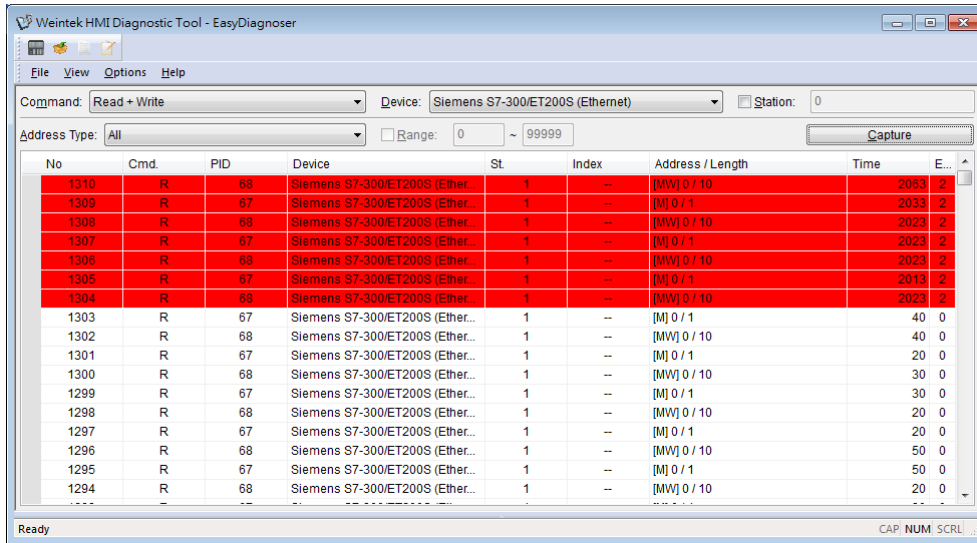 Weintek HMI Diagnostic Tool - EasyDiagnoser
File View Options Help
Command: Read + Write Device: Siemens S7-300/ET200S (Ethernet) Station: 0
Address Type: All Range: 0 ~ 99999 Capture
No Cmd. PID Device St. Index Address / Length Time E...
1310 R 68 Siemens S7-300/ET200S (Ether... 1 -- [MW] 0 / 10 2063 2
1309 R 67 Siemens S7-300/ET200S (Ether... 1 -- [M] 0 / 1 2033 2
1308 R 68 Siemens S7-300/ET200S (Ether... 1 -- [MW] 0 / 10 2023 2
1307 R 67 Siemens S7-300/ET200S (Ether... 1 -- [M] 0 / 1 2023 2
1306 R 68 Siemens S7-300/ET200S (Ether... 1 -- [MW] 0 / 10 2023 2
1305 R 67 Siemens S7-300/ET200S (Ether... 1 -- [M] 0 / 1 2013 2
1304 R 68 Siemens S7-300/ET200S (Ether... 1 -- [MW] 0 / 10 2023 2
1303 R 67 Siemens S7-300/ET200S (Ether... 1 -- [M] 0 / 1 40 0
1302 R 68 Siemens S7-300/ET200S (Ether... 1 -- [MW] 0 / 10 40 0
1301 R 67 Siemens S7-300/ET200S (Ether... 1 -- [M] 0 / 1 20 0
1300 R 68 Siemens S7-300/ET200S (Ether... 1 -- [MW] 0 / 10 30 0
1299 R 67 Siemens S7-300/ET200S (Ether... 1 -- [M] 0 / 1 30 0
1298 R 68 Siemens S7-300/ET200S (Ether... 1 -- [MW] 0 / 10 20 0
1297 R 67 Siemens S7-300/ET200S (Ether... 1 -- [M] 0 / 1 20 0
1296 R 68 Siemens S7-300/ET200S (Ether... 1 -- [MW] 0 / 10 50 0
1295 R 67 Siemens S7-300/ET200S (Ether... 1 -- [M] 0 / 1 50 0
1294 R 68 Siemens S7-300/ET200S (Ether... 1 -- [MW] 0 / 10 20 0
Ready CAP NUM SCRL